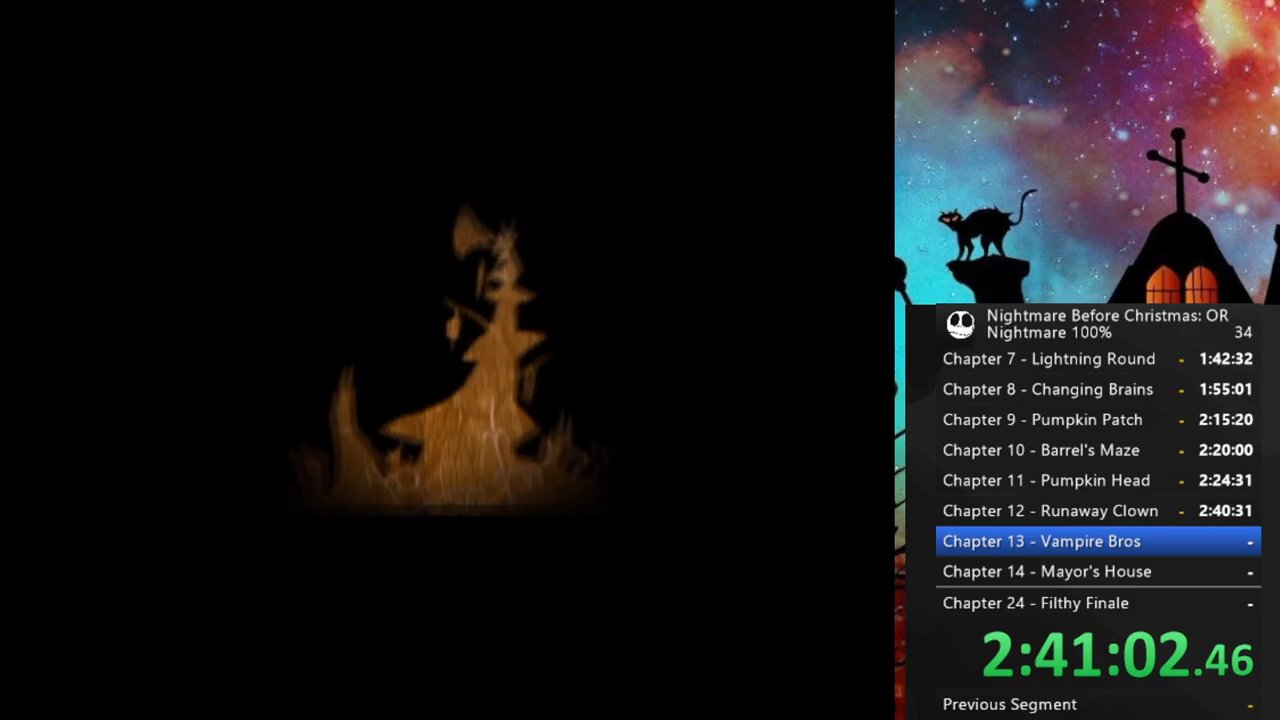 Nightmare Before Christmas: OR
Nightmare 100% 34
Chapter 7 - Lightning Round - 1:42:32
Chapter 8 - Changing Brains - 1:55:01
Chapter 9 - Pumpkin Patch - 2:15:20
Chapter 10 - Barrel's Maze - 2:20:00
Chapter 11 - Pumpkin Head - 2:24:31
Chapter 12 - Runaway Clown - 2:40:31
Chapter 13 - Vampire Bros -
Chapter 14 - Mayor's House -
Chapter 24 - Filthy Finale -
2:41:02.46
Previous Segment -